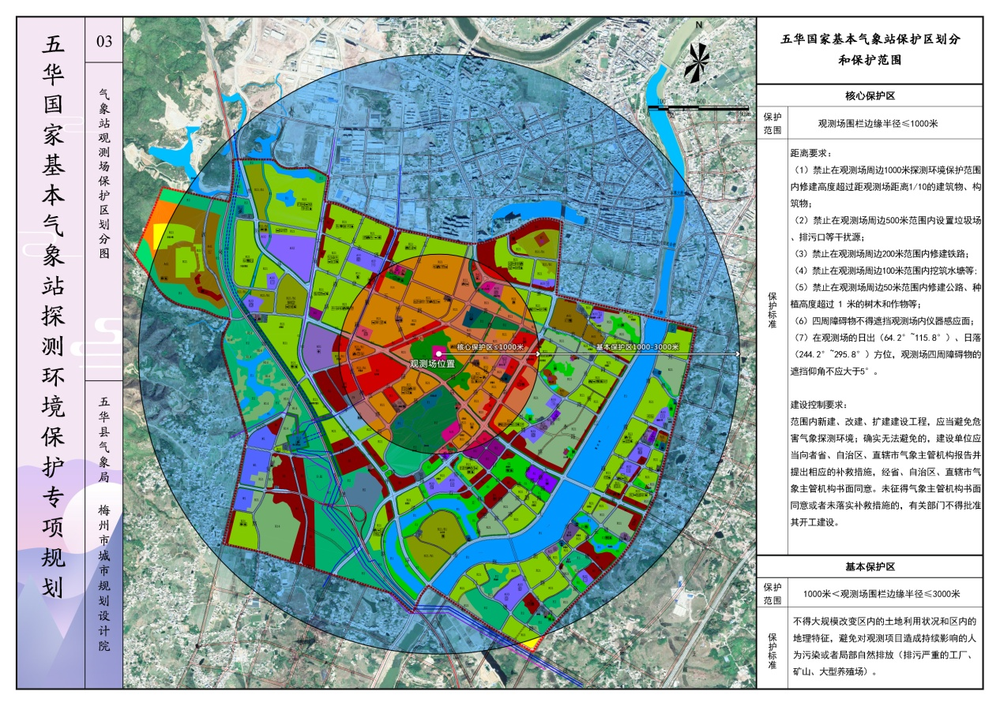 五华国家基本气象站探测环境保护专项规划
03
气象站观测场保护区划分图
五华县气象局 梅州市城市规划设计院
N
核心保护区≤1000米
基本保护区1000-3000米
观测场位置
五华国家基本气象站保护区划分
和保护范围
核心保护区
保护
范围
观测场围栏边缘半径≤1000米
保护标准
距离要求：
（1）禁止在观测场周边1000米探测环境保护范围
内修建高度超过距观测场距离1/10的建筑物、构
筑物；
（2）禁止在观测场周边500米范围内设置垃圾场
、排污口等干扰源；
（3）禁止在观测场周边200米范围内修建铁路；
（4）禁止在观测场周边100米范围内挖筑水塘等；
（5）禁止在观测场周边50米范围内修建公路、种
植高度超过 1 米的树木和作物等；
（6）四周障碍物不得遮挡观测场内仪器感应面；
（7）在观测场的日出（64.2°~115.8°）、日落
（244.2°~295.8°）方位，观测场四周障碍物的
遮挡仰角不应大于5°。
建设控制要求：
范围内新建、改建、扩建建设工程，应当避免危
害气象探测环境；确实无法避免的，建设单位应
当向者省、自治区、直辖市气象主管机构报告并
提出相应的补救措施，经省、自治区、直辖市气
象主管机构书面同意。未征得气象主管机构书面
同意或者未落实补救措施的，有关部门不得批准
其开工建设。
基本保护区
保护
范围
1000米＜观测场围栏边缘半径≤3000米
保护标准
不得大规模改变区内的土地利用状况和区内的
地理特征，避免对观测项目造成持续影响的人
为污染或者局部自然排放（排污严重的工厂、
矿山、大型养殖场）。